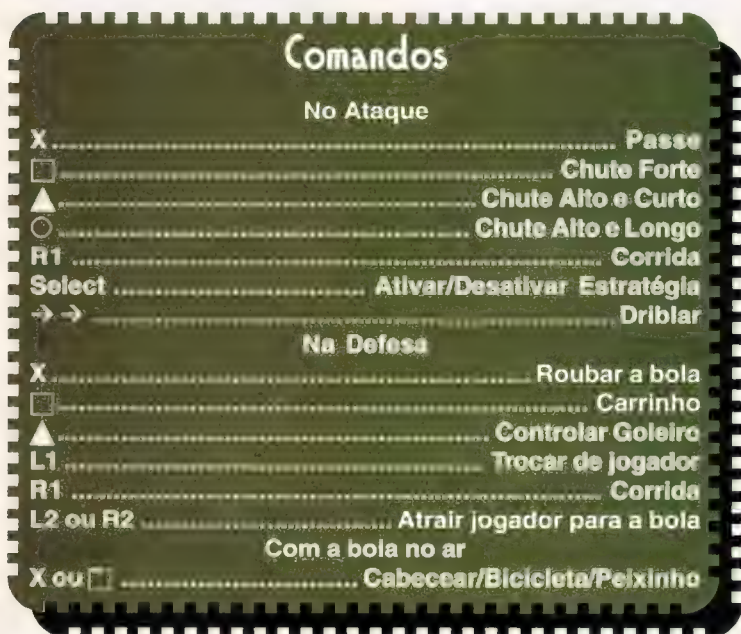 Comandos
No Ataque
X ........ Passe
□ ........ Chute Forte
△ ........ Chute Alto e Curto
○ ........ Chute Alto e Longo
R1 ........ Corrida
Select ........ Ativar/Desativar Estratégia
→ → ........ Driblar
Na Defesa
X ........ Roubar a bola
□ ........ Carrinho
△ ........ Controlar Goleiro
L1 ........ Trocar de jogador
R1 ........ Corrida
L2 ou R2 ........ Atrair jogador para a bola
Com a bola no ar
X ou □ ........ Cabecear/Bicicleta/Peixinho